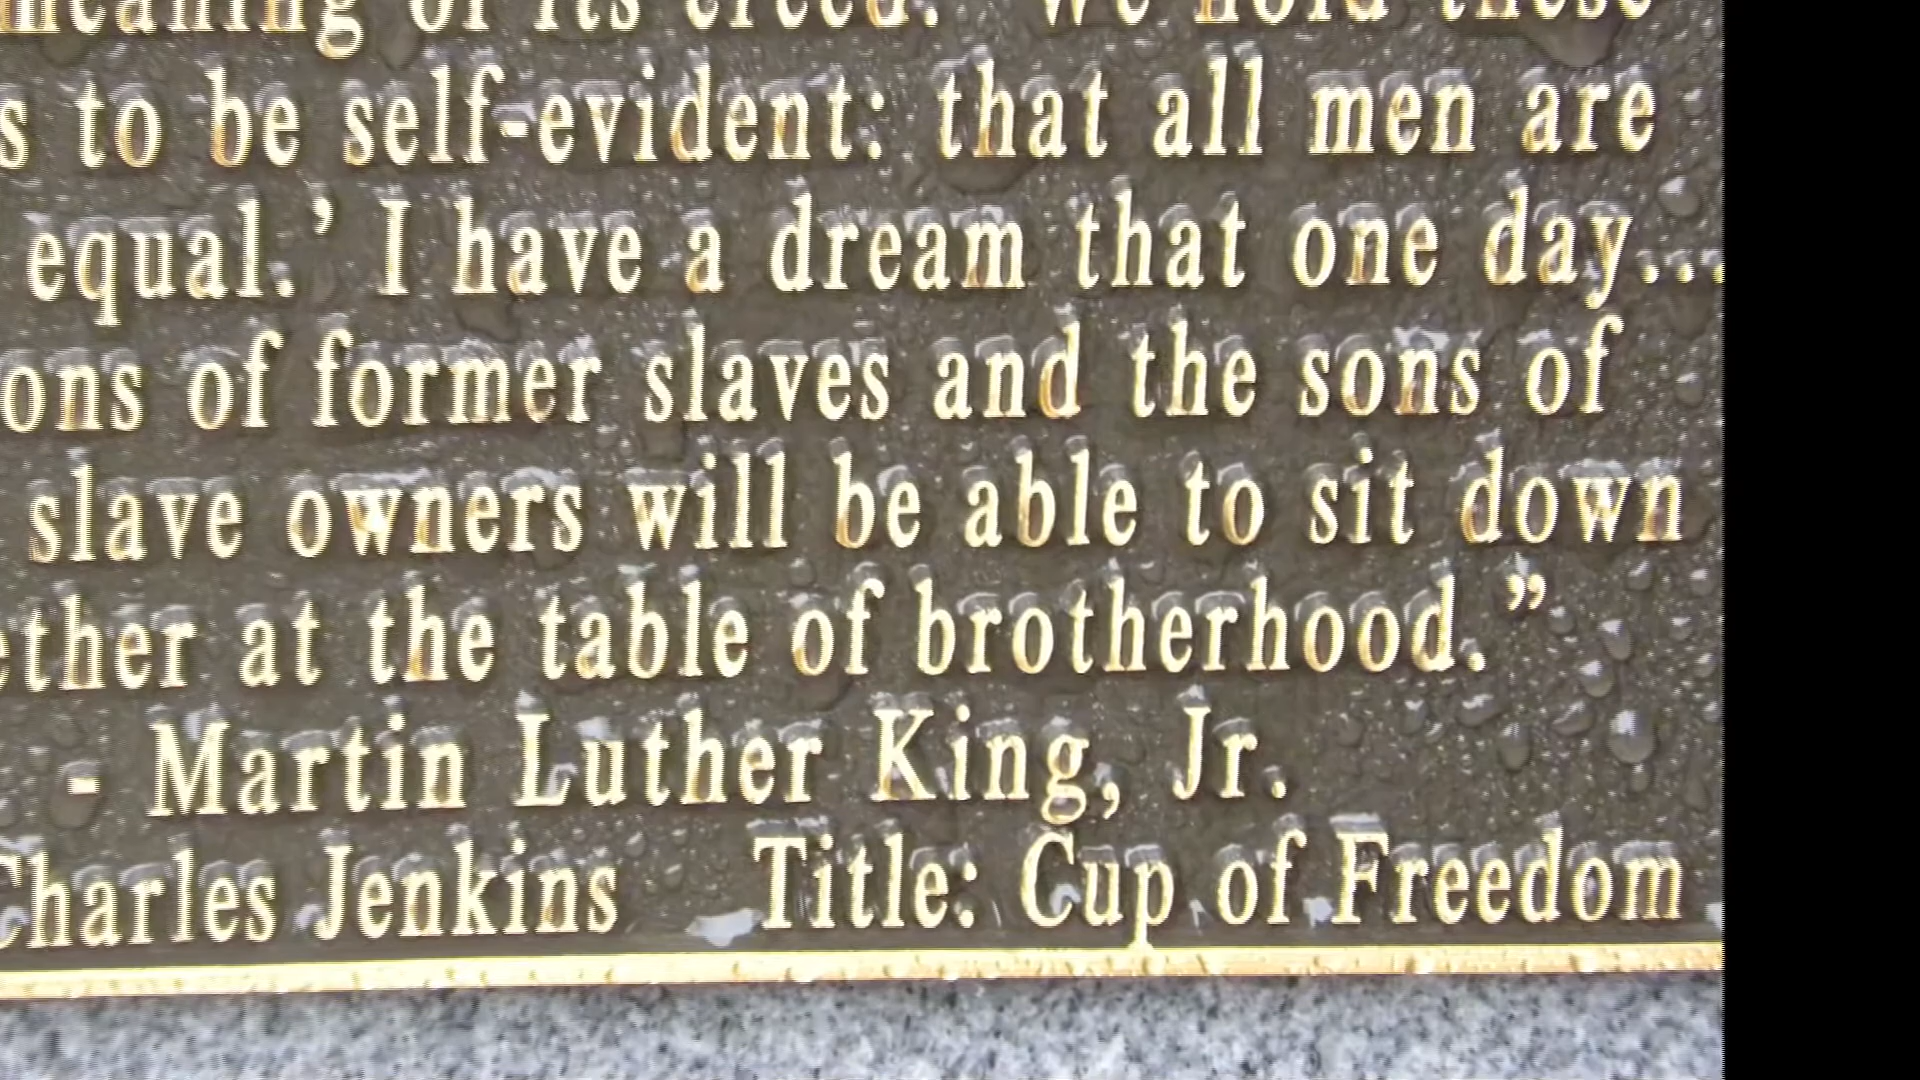 meaning of its creed: 'We hold these
s to be self-evident: that all men are
equal.' I have a dream that one day...
ons of former slaves and the sons of
slave owners will be able to sit down
ether at the table of brotherhood.”
- Martin Luther King, Jr.
Charles Jenkins Title: Cup of Freedom